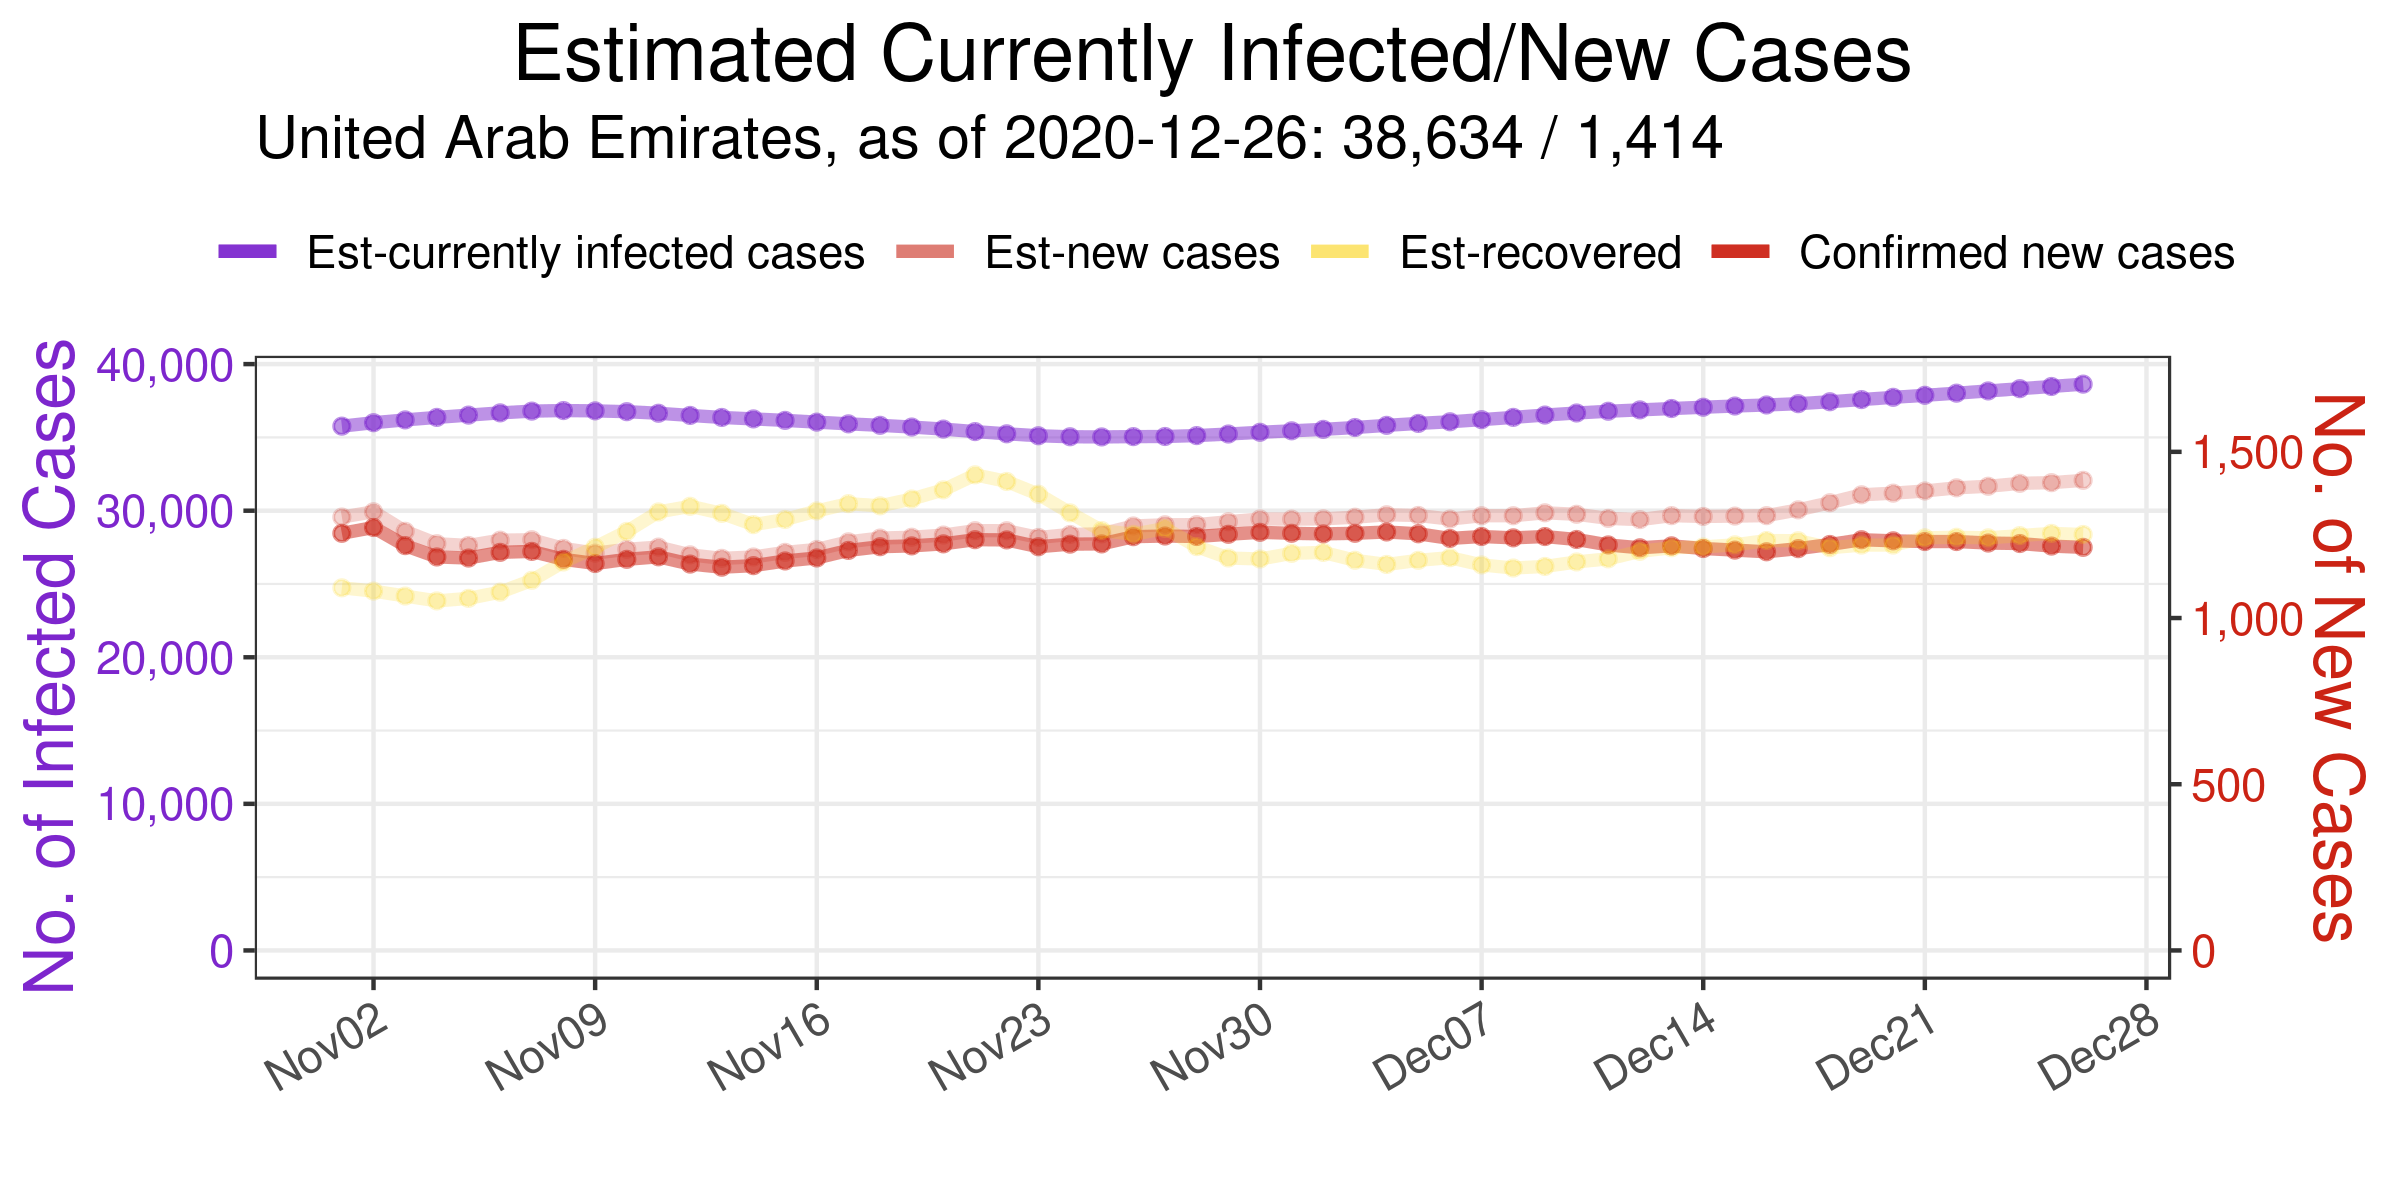 Estimated Currently Infected/New Cases
United Arab Emirates, as of 2020-12-26: 38,634 / 1,414
Est-currently infected cases Est-new cases Est-recovered Confirmed new cases
No. of Infected Cases
40,000
30,000
20,000
10,000
0
1,500
1,000
500
0
No. of New Cases
Nov02 Nov09 Nov16 Nov23 Nov30 Dec07 Dec14 Dec21 Dec28